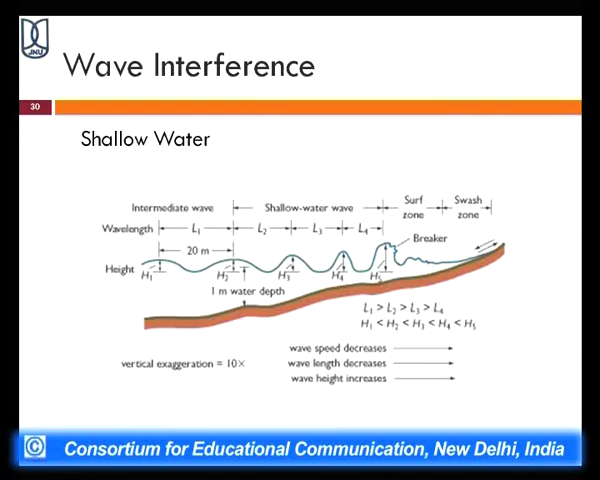 JNU
Wave Interference
30
Shallow Water
Intermediate wave
Shallow-water wave
Surf zone
Swash zone
Wavelength
L₁
L₂
L₃
L₄
20 m
Breaker
Height
H₁
H₂
H₃
H₄
H₅
1 m water depth
L₁ > L₂ > L₃ > L₄
H₁ < H₂ < H₃ < H₄ < H₅
wave speed decreases
vertical exaggeration = 10×
wave length decreases
wave height increases
© Consortium for Educational Communication, New Delhi, India